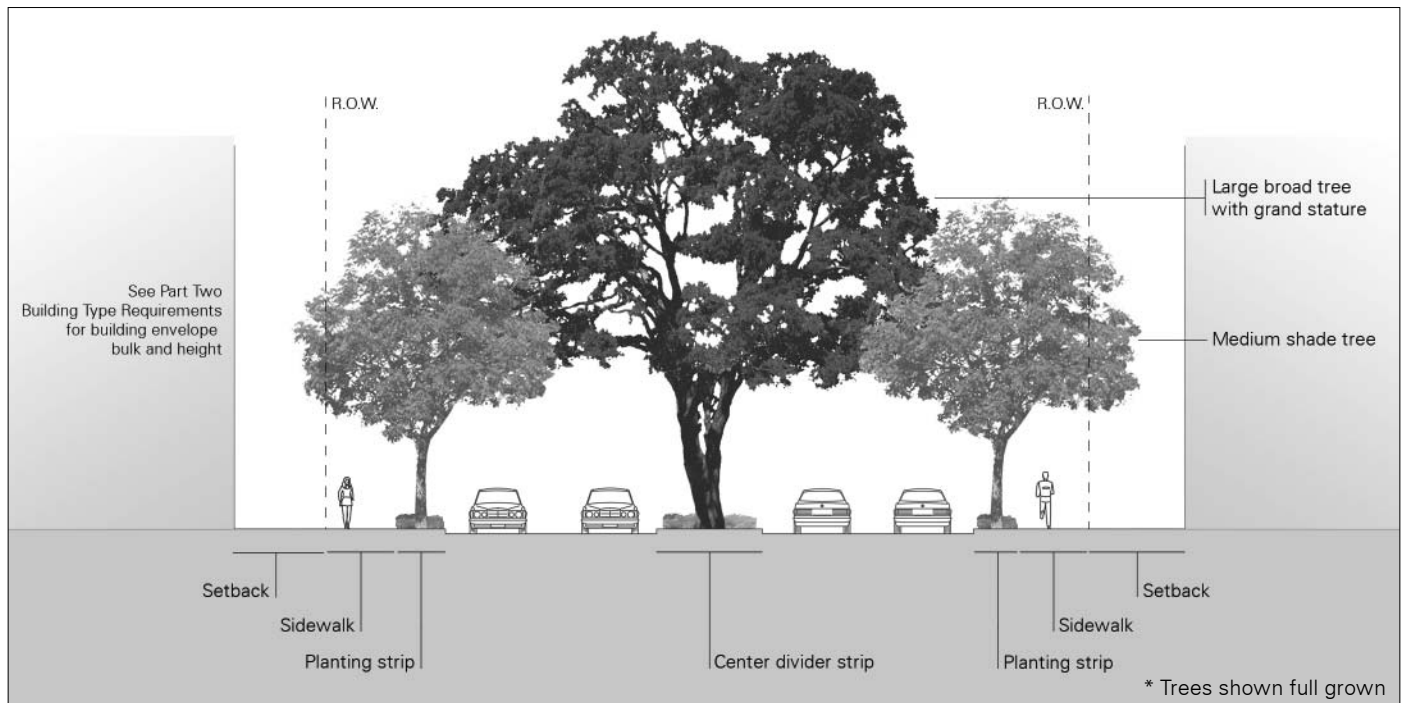 R.O.W.
R.O.W.
Large broad tree
with grand stature
See Part Two
Building Type Requirements
for building envelope
bulk and height
Medium shade tree
Setback
Setback
Sidewalk
Sidewalk
Planting strip
Center divider strip
Planting strip
* Trees shown full grown